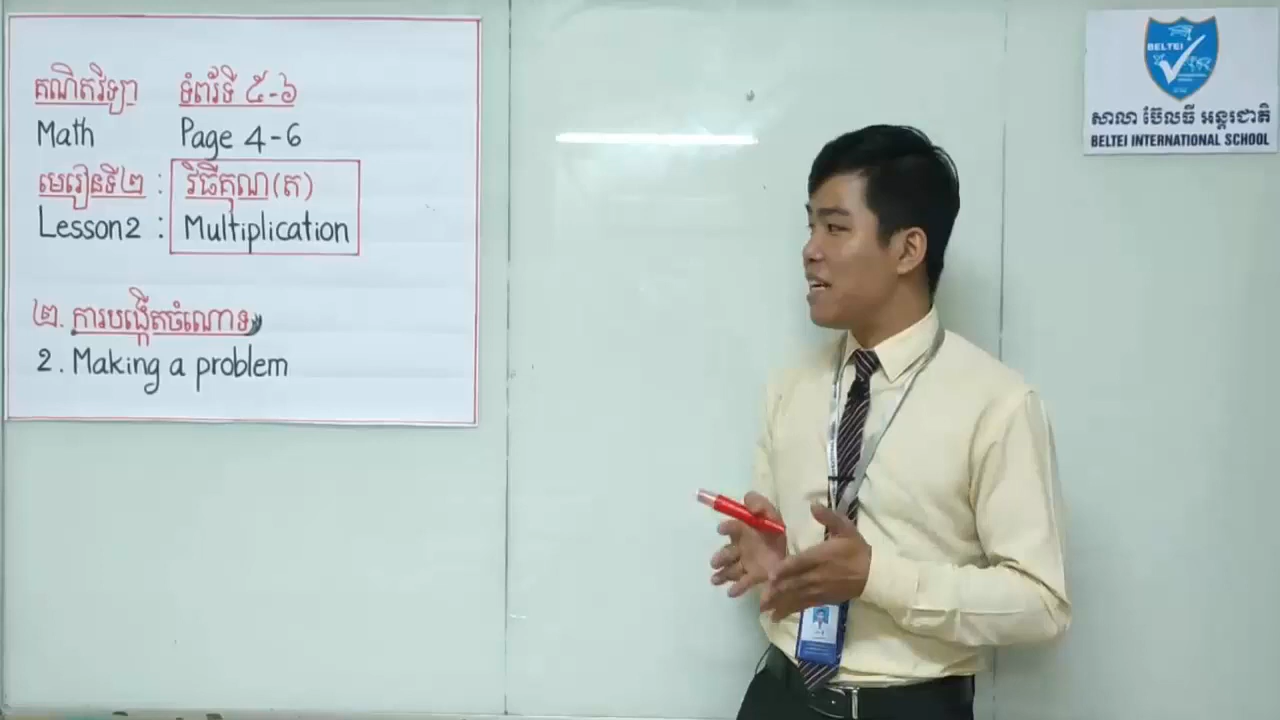 គណិតវិទ្យា ទំព័រទី ៥-៦
Math Page 4-6
មេរៀនទី២ : វិធីគុណ(ត)
Lesson2 : Multiplication
២. ការបង្កើតចំណោទ
2. Making a problem
BELTEI
សាលា ប៊ែលធី អន្តរជាតិ
BELTEI INTERNATIONAL SCHOOL